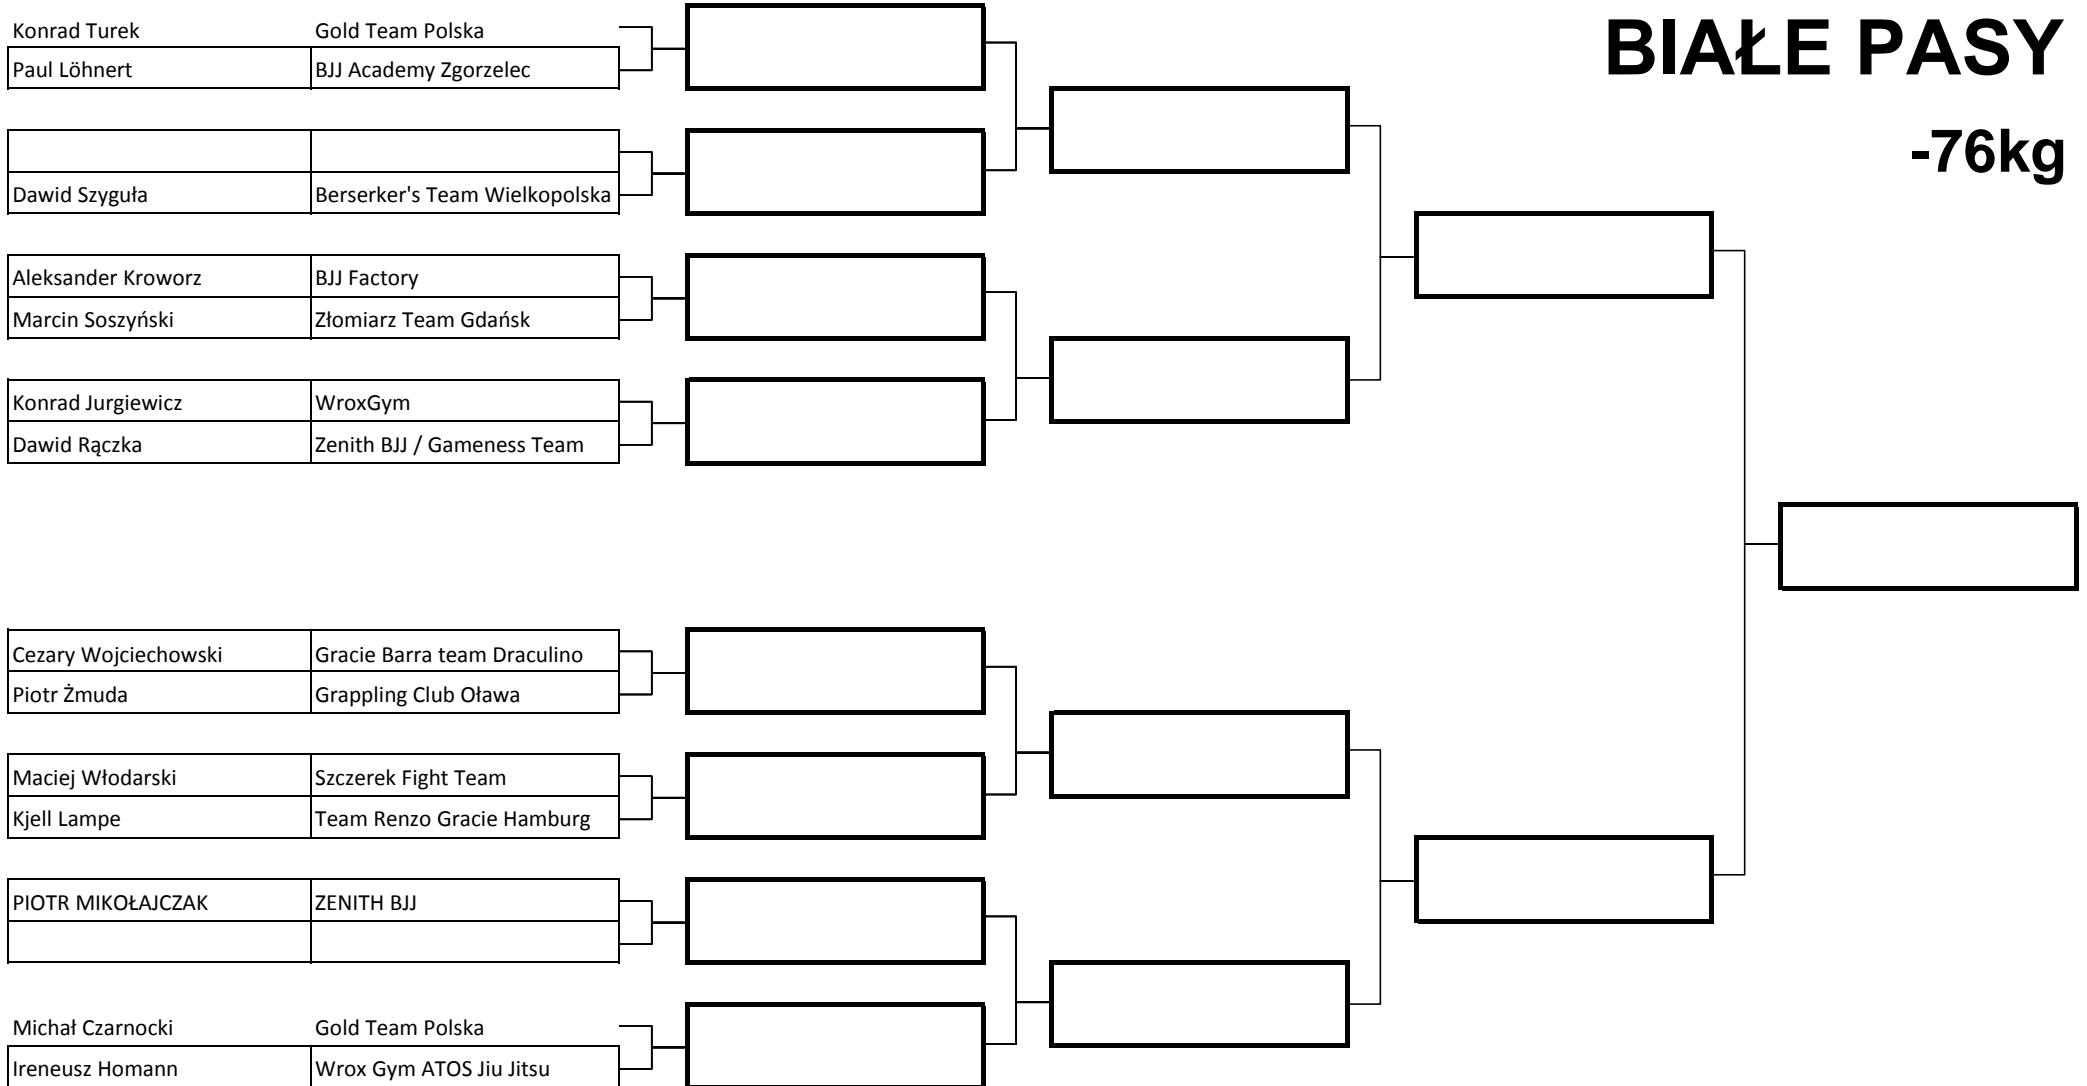 BIAŁE PASY
-76kg
Konrad Turek Gold Team Polska
Paul Löhnert BJJ Academy Zgorzelec
Dawid Szyguła Berserker's Team Wielkopolska
Aleksander Kroworz BJJ Factory
Marcin Soszyński Złomiarz Team Gdańsk
Konrad Jurgiewicz WroxGym
Dawid Rączka Zenith BJJ / Gameness Team
Cezary Wojciechowski Gracie Barra team Draculino
Piotr Żmuda Grappling Club Oława
Maciej Włodarski Szczerek Fight Team
Kjell Lampe Team Renzo Gracie Hamburg
PIOTR MIKOŁAJCZAK ZENITH BJJ
Michał Czarnocki Gold Team Polska
Ireneusz Homann Wrox Gym ATOS Jiu Jitsu